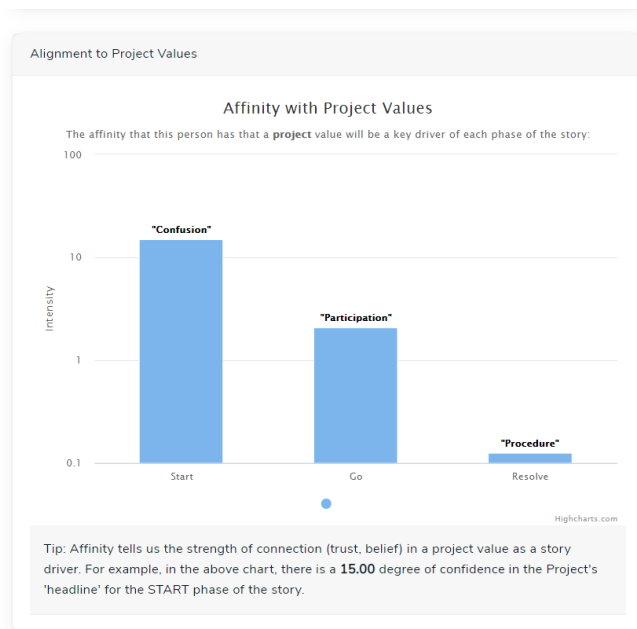 Alignment to Project Values
Affinity with Project Values
The affinity that this person has that a project value will be a key driver of each phase of the story:
100
"Confusion"
10
Intensity
"Participation"
1
"Procedure"
0.1
Start Go Resolve
Highcharts.com
Tip: Affinity tells us the strength of connection (trust, belief) in a project value as a story
driver. For example, in the above chart, there is a 15.00 degree of confidence in the Project's
'headline' for the START phase of the story.